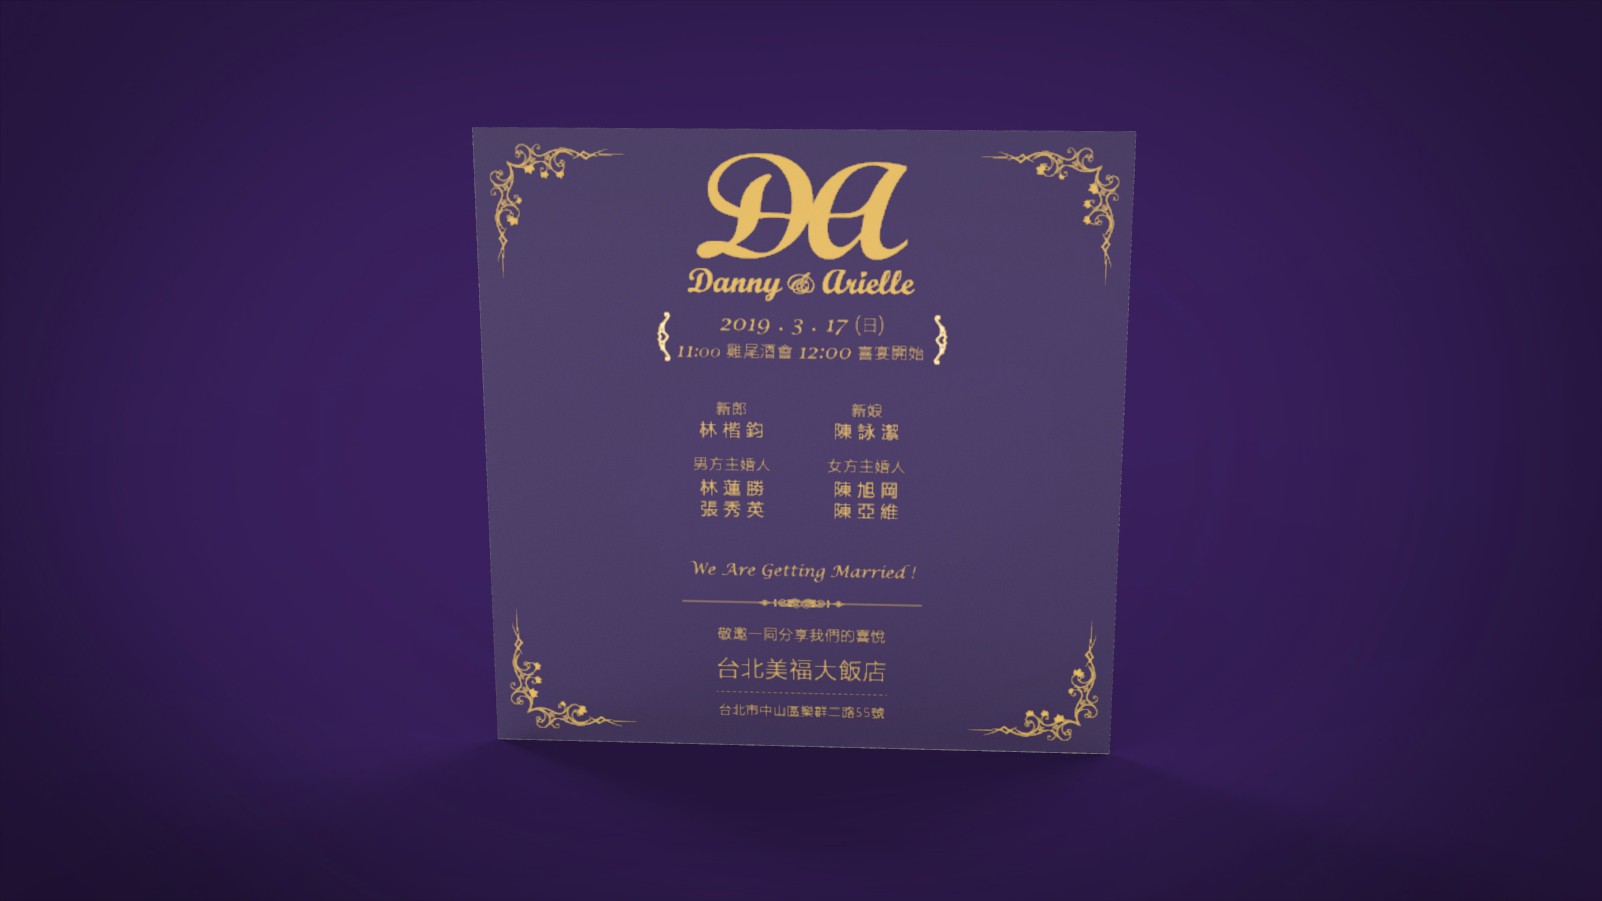 DA
Danny & Arielle
2019 . 3 . 17 (日)
11:00 雞尾酒會 12:00 喜宴開始
新郎 新娘
林楷鈞 陳詠潔
男方主婚人 女方主婚人
林蓮勝 陳旭岡
張秀英 陳亞維
We Are Getting Married !
敬邀一同分享我們的喜悅
台北美福大飯店
台北市中山區樂群二路55號